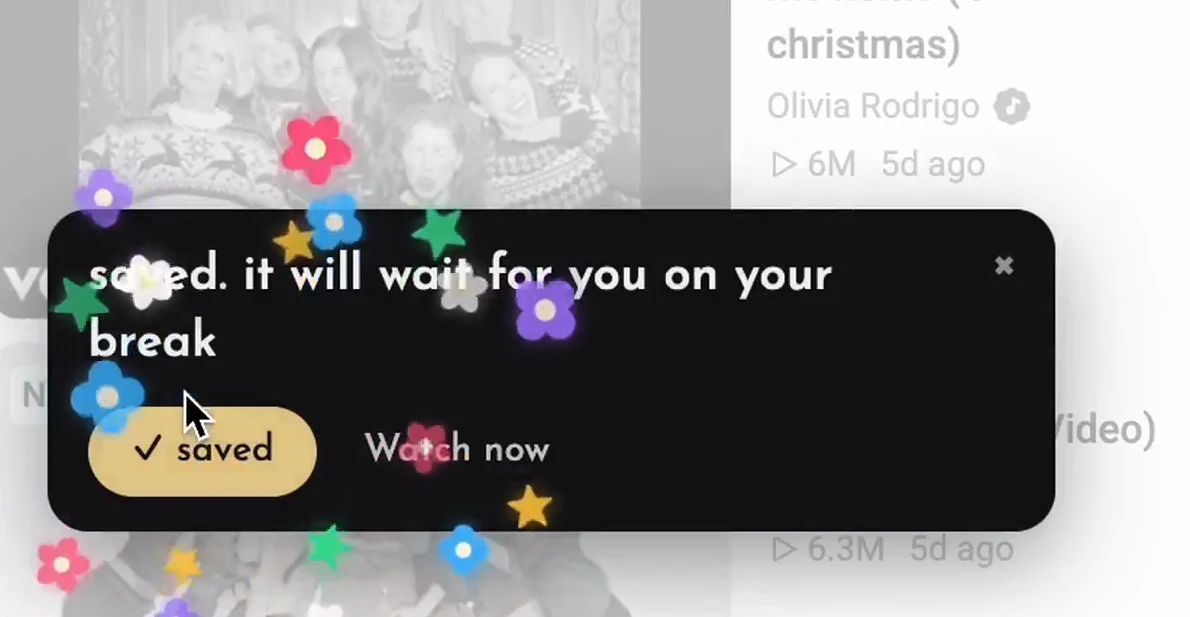 christmas)
Olivia Rodrigo
6M 5d ago
saved. it will wait for you on your
break
✓ saved
Watch now
Video)
6.3M 5d ago